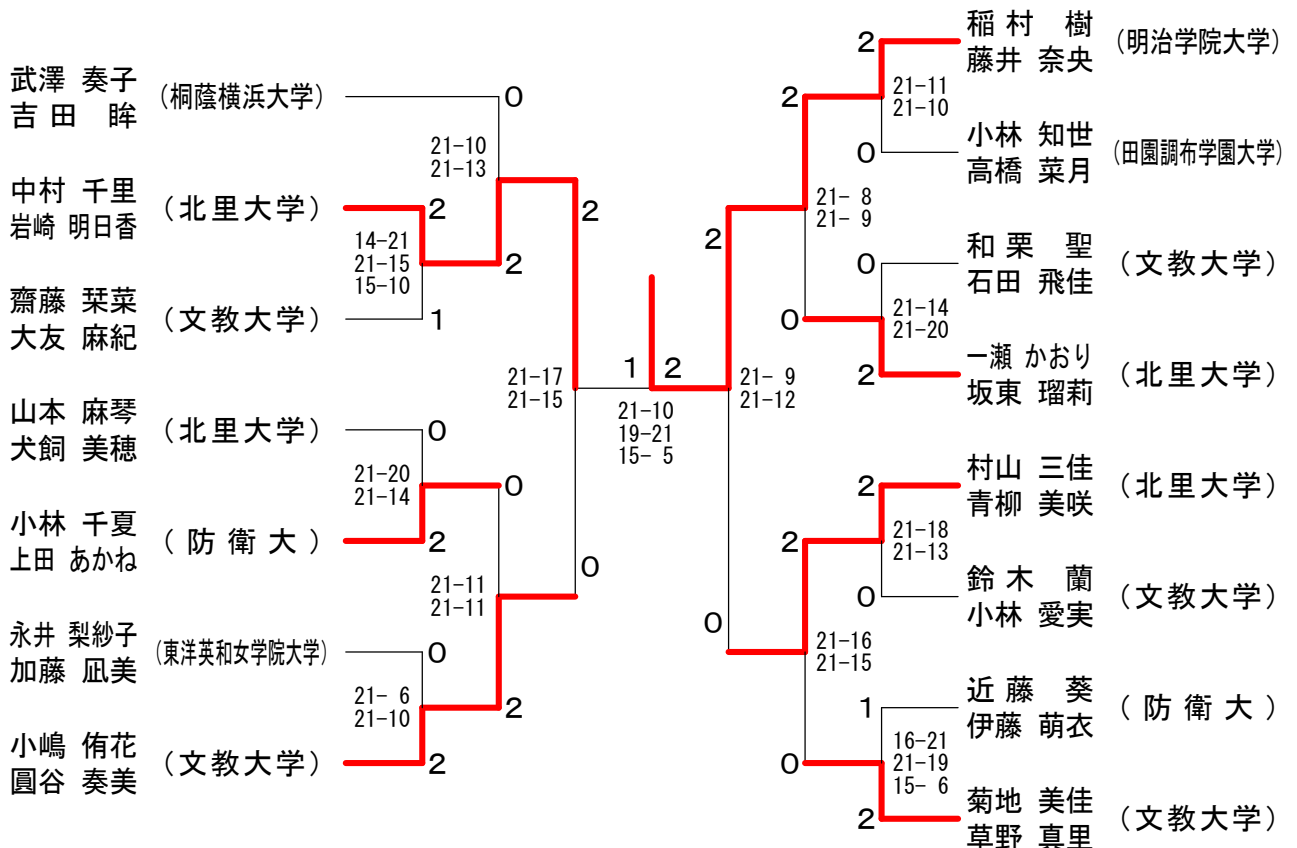 武澤 奏子
吉田 眸
(桐蔭横浜大学)
0
21-10
21-13
中村 千里
岩崎 明日香
(北里大学)
2
14-21
21-15
15-10
2
2
齋藤 栞菜
大友 麻紀
(文教大学)
1
21-17
21-15
山本 麻琴
犬飼 美穂
(北里大学)
0
21-20
21-14
0
小林 千夏
上田 あかね
(防衛大)
2
21-11
21-11
0
永井 梨紗子
加藤 凪美
(東洋英和女学院大学)
0
21- 6
21-10
2
小嶋 侑花
圓谷 奏美
(文教大学)
2
1
2
21-10
19-21
15- 5
2
稲村 樹
藤井 奈央
(明治学院大学)
2
21-11
21-10
0
小林 知世
高橋 菜月
(田園調布学園大学)
21- 8
21- 9
2
0
和栗 聖
石田 飛佳
(文教大学)
0
21-14
21-20
2
一瀬 かおり
坂東 瑠莉
(北里大学)
21- 9
21-12
2
村山 三佳
青柳 美咲
(北里大学)
2
21-18
21-13
0
鈴木 蘭
小林 愛実
(文教大学)
0
21-16
21-15
1
近藤 葵
伊藤 萌衣
(防衛大)
0
16-21
21-19
15- 6
2
菊地 美佳
草野 真里
(文教大学)